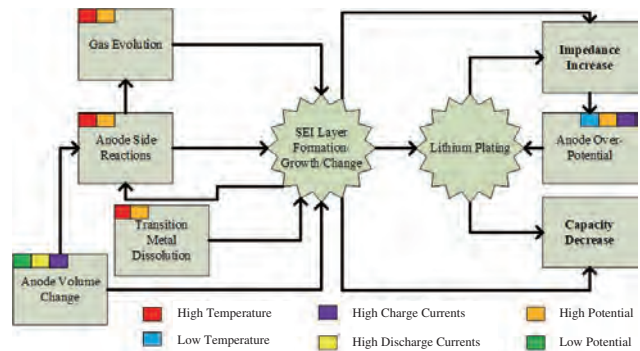 Gas Evolution
Impedance
Increase
Anode Side
Reactions
SEI Layer
Formation
Growth/Change
Lithium Plating
Anode Over-
Potential
Transition
Metal
Dissolution
Capacity
Decrease
Anode Volume
Change
High Temperature
High Charge Currents
High Potential
Low Temperature
High Discharge Currents
Low Potential